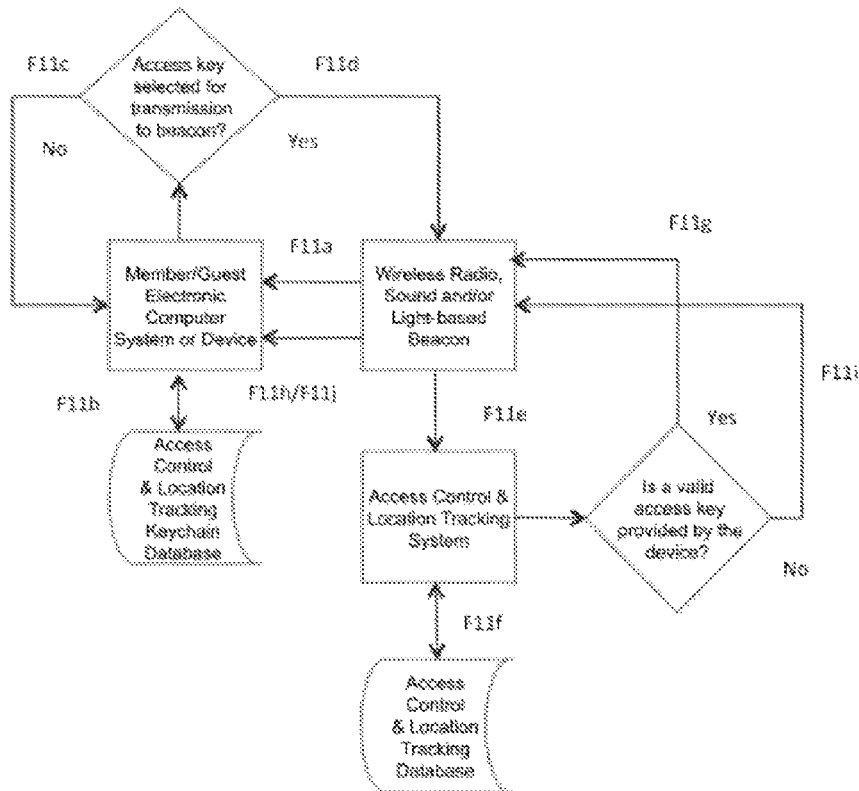 F11c
Access key
selected for
transmission
to beacon?
F11d
No
Yes
F11g
F11a
Member/Guest
Electronic
Computer
System or Device
Wireless Radio,
Sound and/or
Light-based
Beacon
F11i
F11b
F11h/F11j
F11e
Yes
Access
Control
& Location
Tracking
Keychain
Database
Access Control &
Location Tracking
System
Is a valid
access key
provided by the
device?
No
F11f
Access
Control
& Location
Tracking
Database